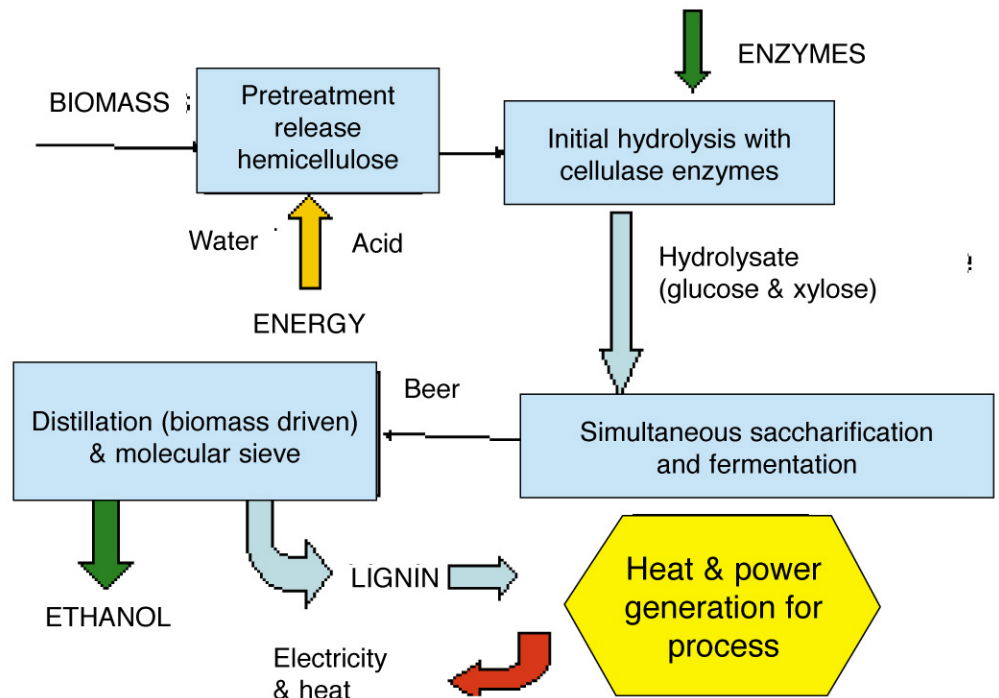 ENZYMES
BIOMASS
Pretreatment
release
hemicellulose
Initial hydrolysis with
cellulase enzymes
Water
Acid
ENERGY
Hydrolysate
(glucose & xylose)
Beer
Distillation (biomass driven)
& molecular sieve
Simultaneous saccharification
and fermentation
ETHANOL
LIGNIN
Heat & power
generation for
process
Electricity
& heat